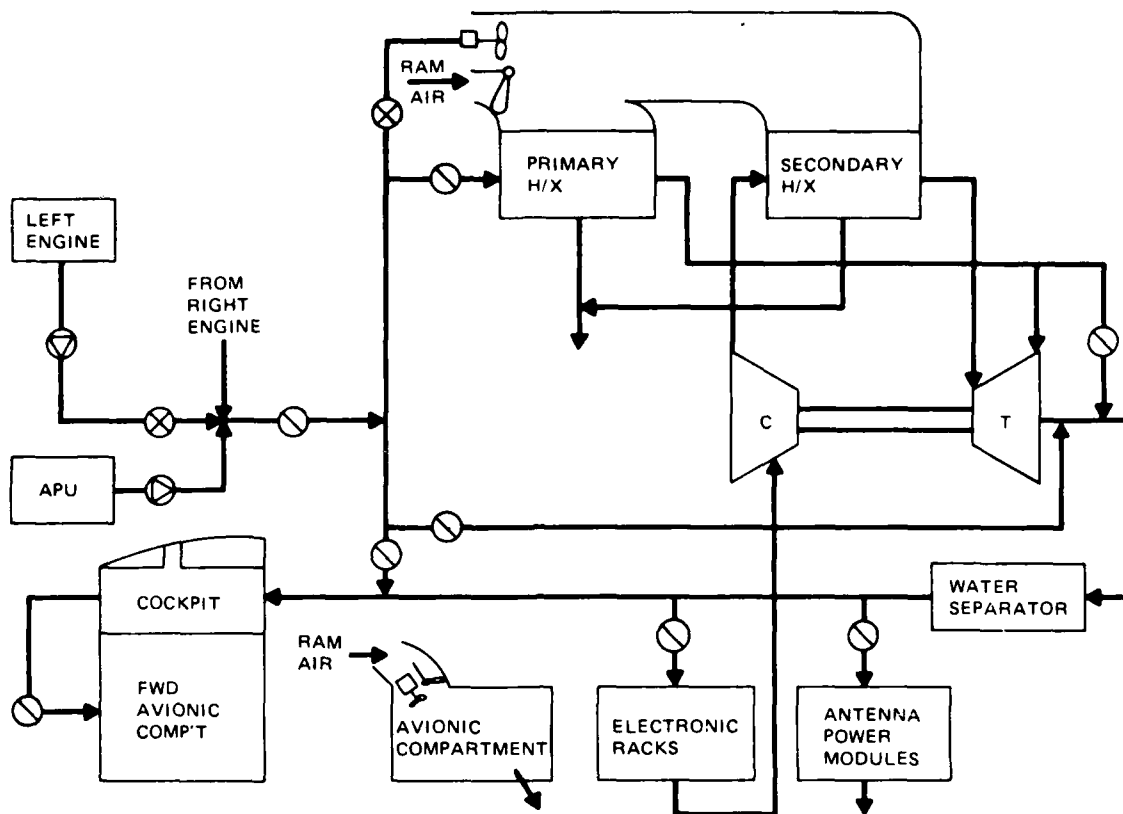 RAM
AIR
PRIMARY
H/X
SECONDARY
H/X
LEFT
ENGINE
FROM
RIGHT
ENGINE
C
T
APU
COCKPIT
WATER
SEPARATOR
RAM
AIR
FWD
AVIONIC
COMP'T
AVIONIC
COMPARTMENT
ELECTRONIC
RACKS
ANTENNA
POWER
MODULES